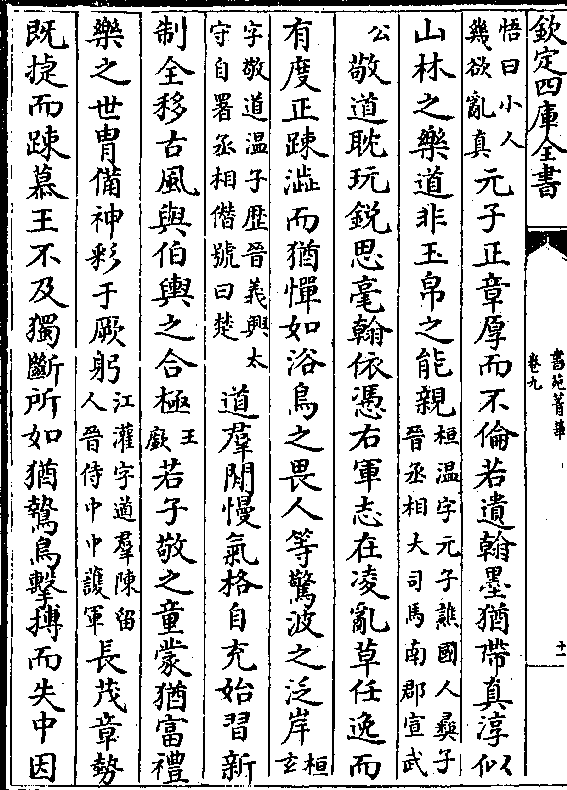 欽定四庫全書
書苑菁華
卷九
十一
悟曰小人
幾欲亂真
元子正章厚而不倫若遺翰墨猶帶真淳似
山林之樂道非玉帛之能親
桓温字元子譙國人彞子
晉丞相大司馬南郡宣武
公
敬道耽玩鋭思毫翰依憑右軍志在凌亂草任逸而
有度正踈澁而猶憚如浴鳥之畏人等驚波之泛岸
桓
玄
字敬道温子歴晉義興太
守自署丞相僭號曰楚
道羣閒慢氣格自充始習新
制全移古風與伯輿之合極
王
廞
若子敬之童蒙猶富禮
樂之世胄備神彩于厥躬
江灌字道羣陳留
人晉侍中中護軍
長茂章勢
既捷而踈慕王不及獨斷所如猶鷙鳥擊搏而失中因